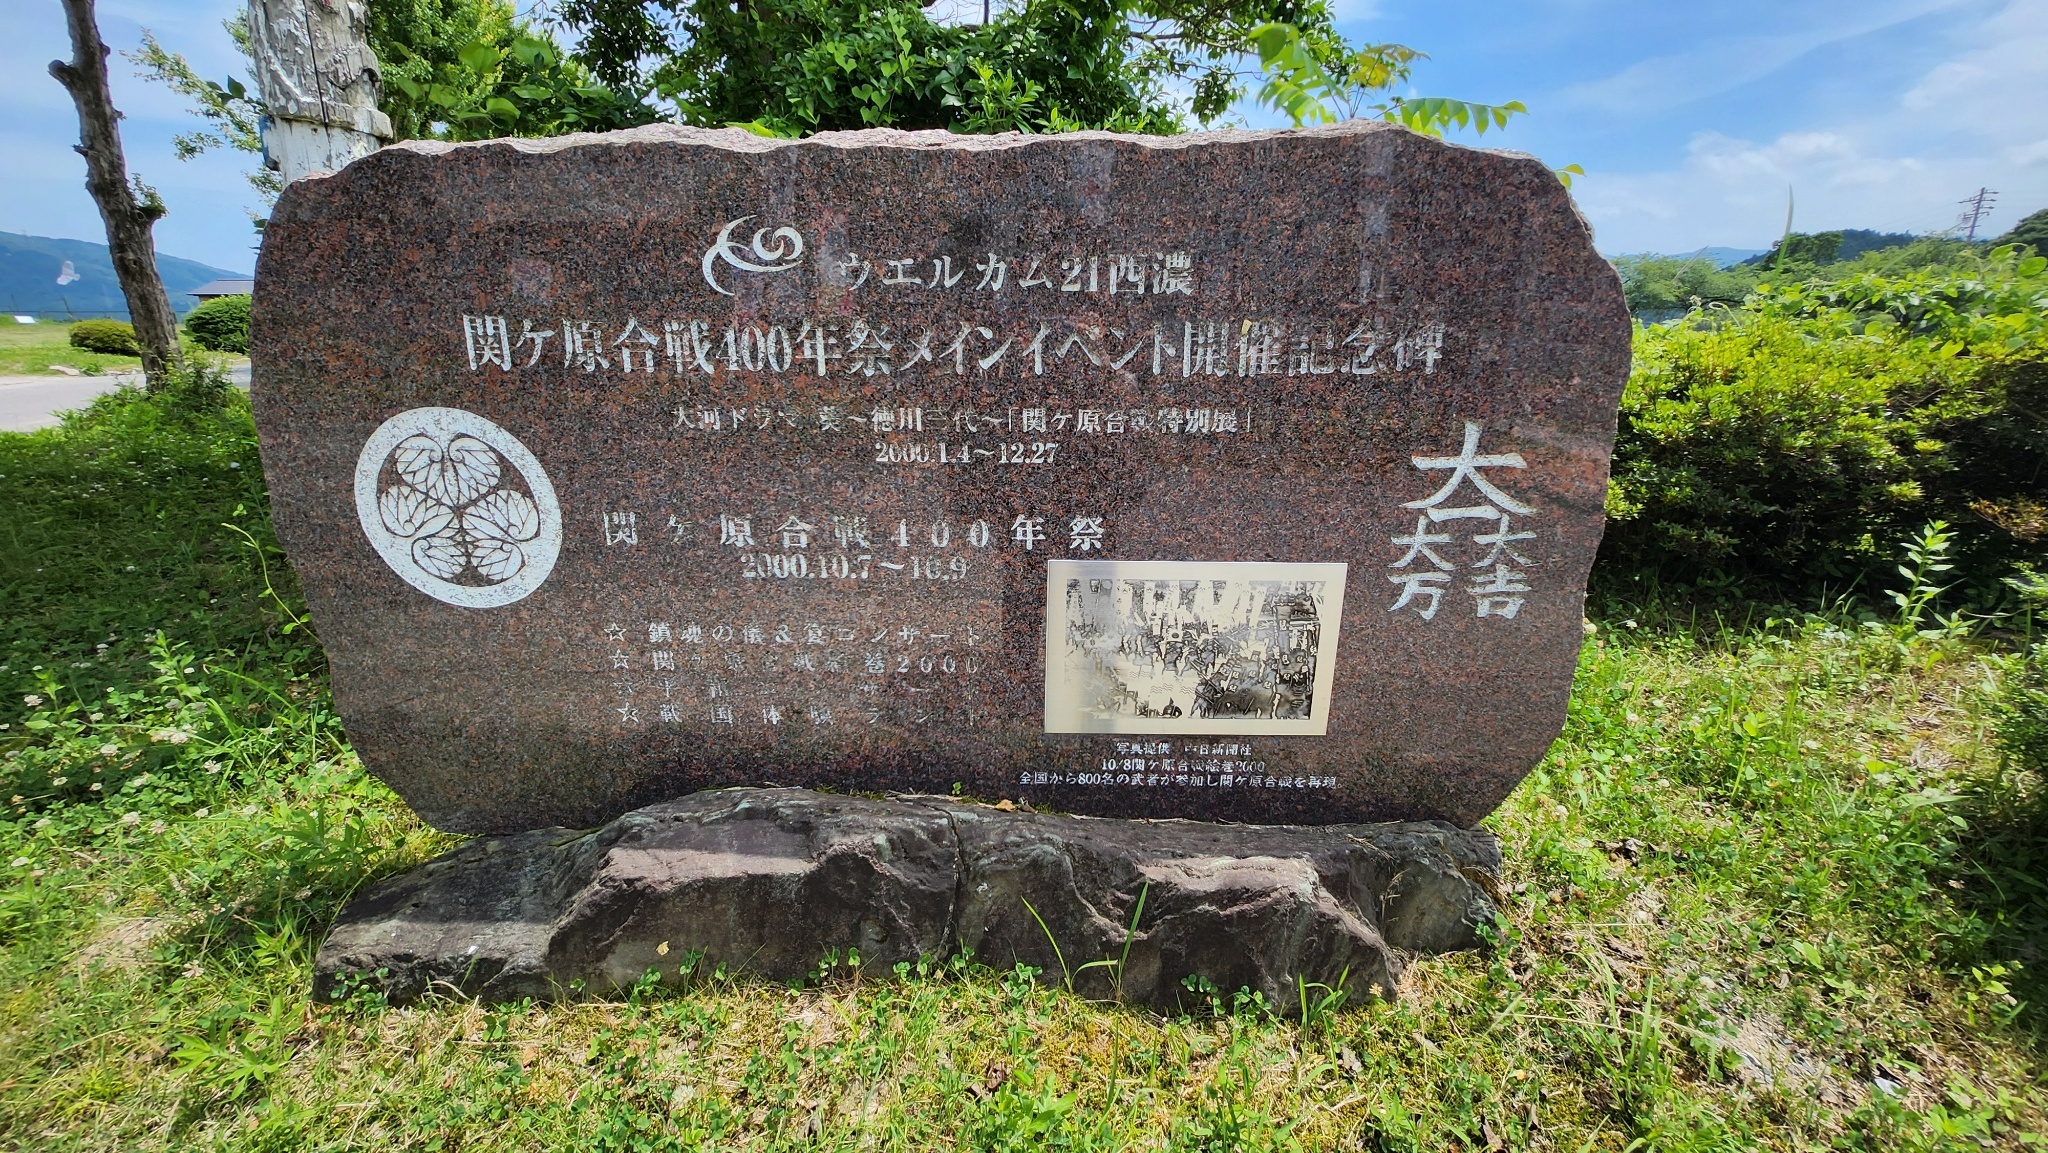 ウエルカム21西濃
関ケ原合戦400年祭メインイベント開催記念碑
大河ドラマ 葵～徳川三代～「関ケ原合戦特別展」
2000.1.4～12.27
関ヶ原合戦400年祭
2000.10.7～10.9
☆ 鎮魂の儀&宴コンサート
☆ 関ヶ原合戦絵巻2000
☆ 戦国体験ランド
大一大万大吉
写真提供 中日新聞社
10/8関ケ原合戦絵巻2000
全国から800名の武者が参加し関ケ原合戦を再現。